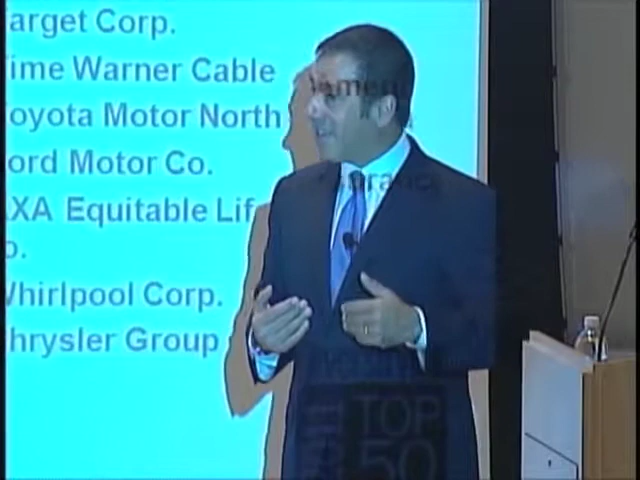 arget Corp.
ime Warner Cable
oyota Motor North
ord Motor Co.
XA Equitable Lif
o.
Whirlpool Corp.
hrysler Group
TOP
50